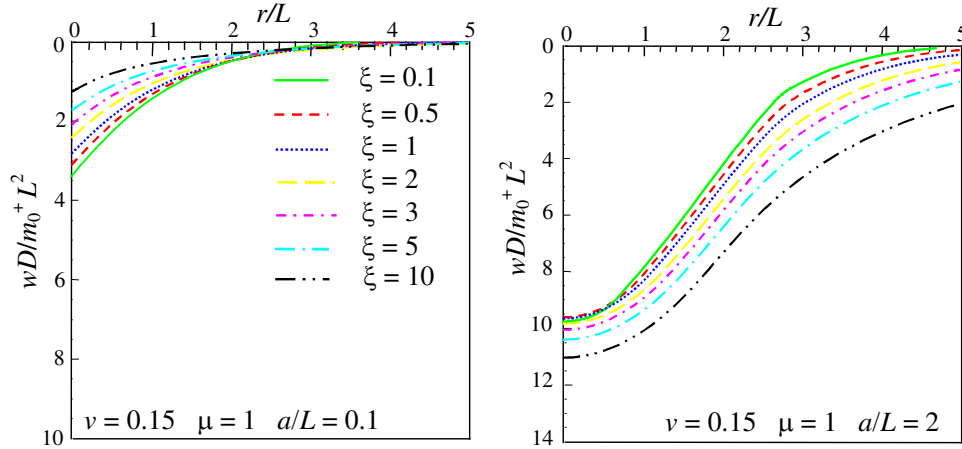 r/L
0 1 2 3 4 5
0
2
4
6
8
10
wD/m₀⁺ L²
ξ = 0.1
ξ = 0.5
ξ = 1
ξ = 2
ξ = 3
ξ = 5
ξ = 10
ν = 0.15 μ = 1 a/L = 0.1
r/L
0 1 2 3 4 5
0
2
4
6
8
10
12
14
wD/m₀⁺ L²
ν = 0.15 μ = 1 a/L = 2